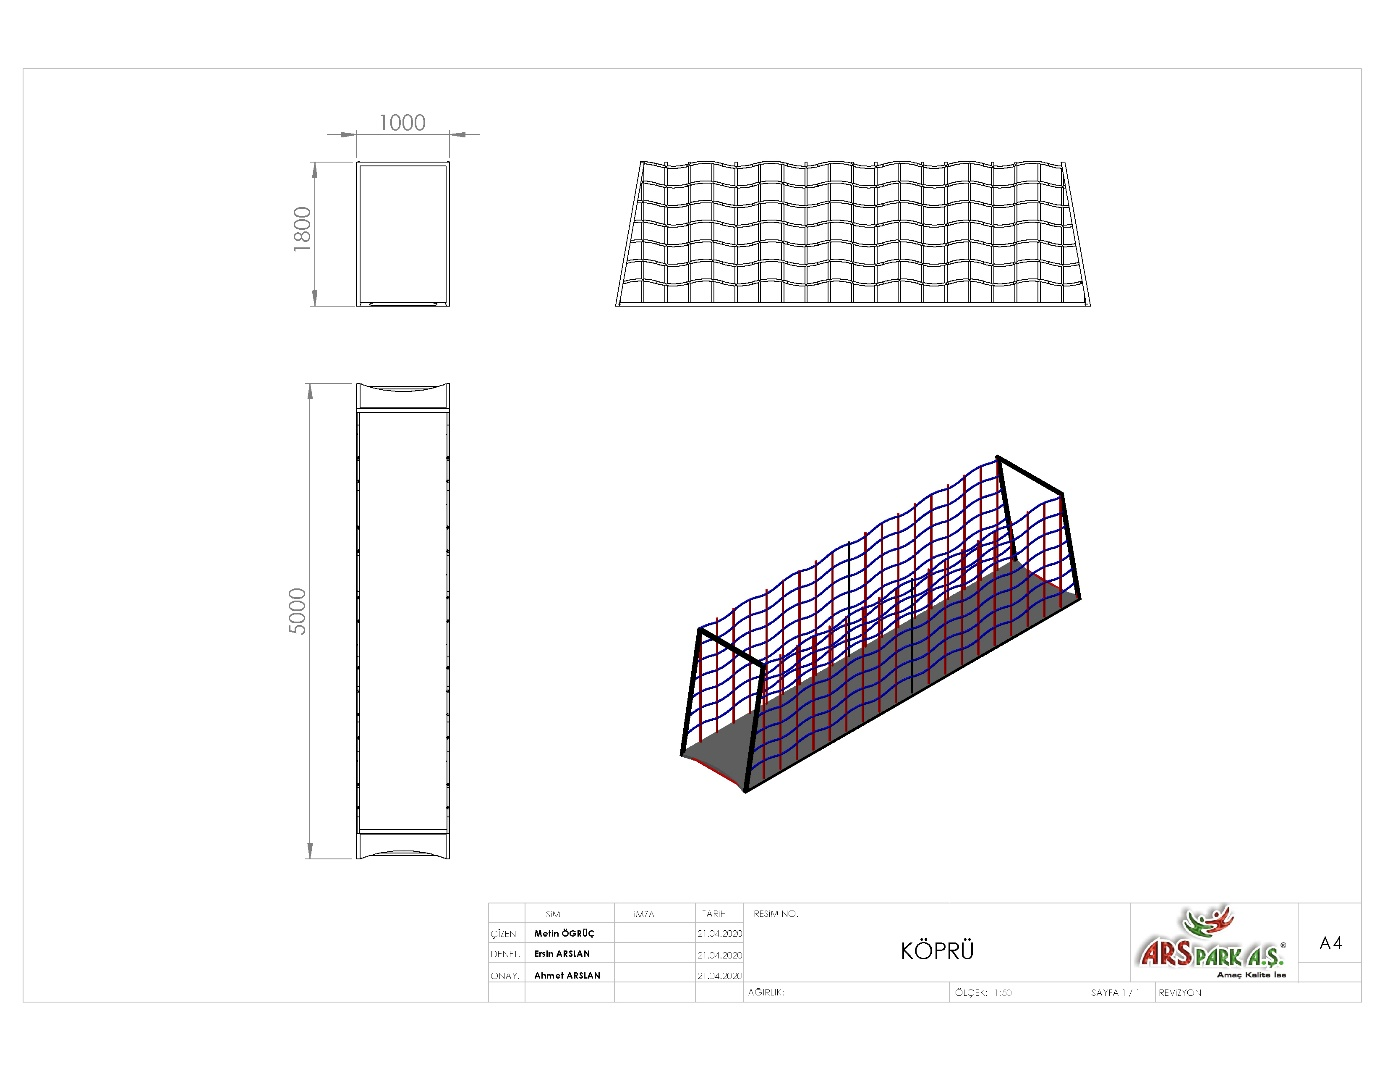 1000
1800
5000
İSİM
İMZA
TARİH
RESİM NO.
ÇİZEN
Metin ÖGRÜÇ
21.04.2020
DENET.
Ersin ARSLAN
21.04.2020
ONAY.
Ahmet ARSLAN
21.04.2020
KÖPRÜ
ARSPARK A.Ş.®
Amaç Kalite İse
A4
AĞIRLIK:
ÖLÇEK: 1:50
SAYFA 1 / 1
REVİZYON